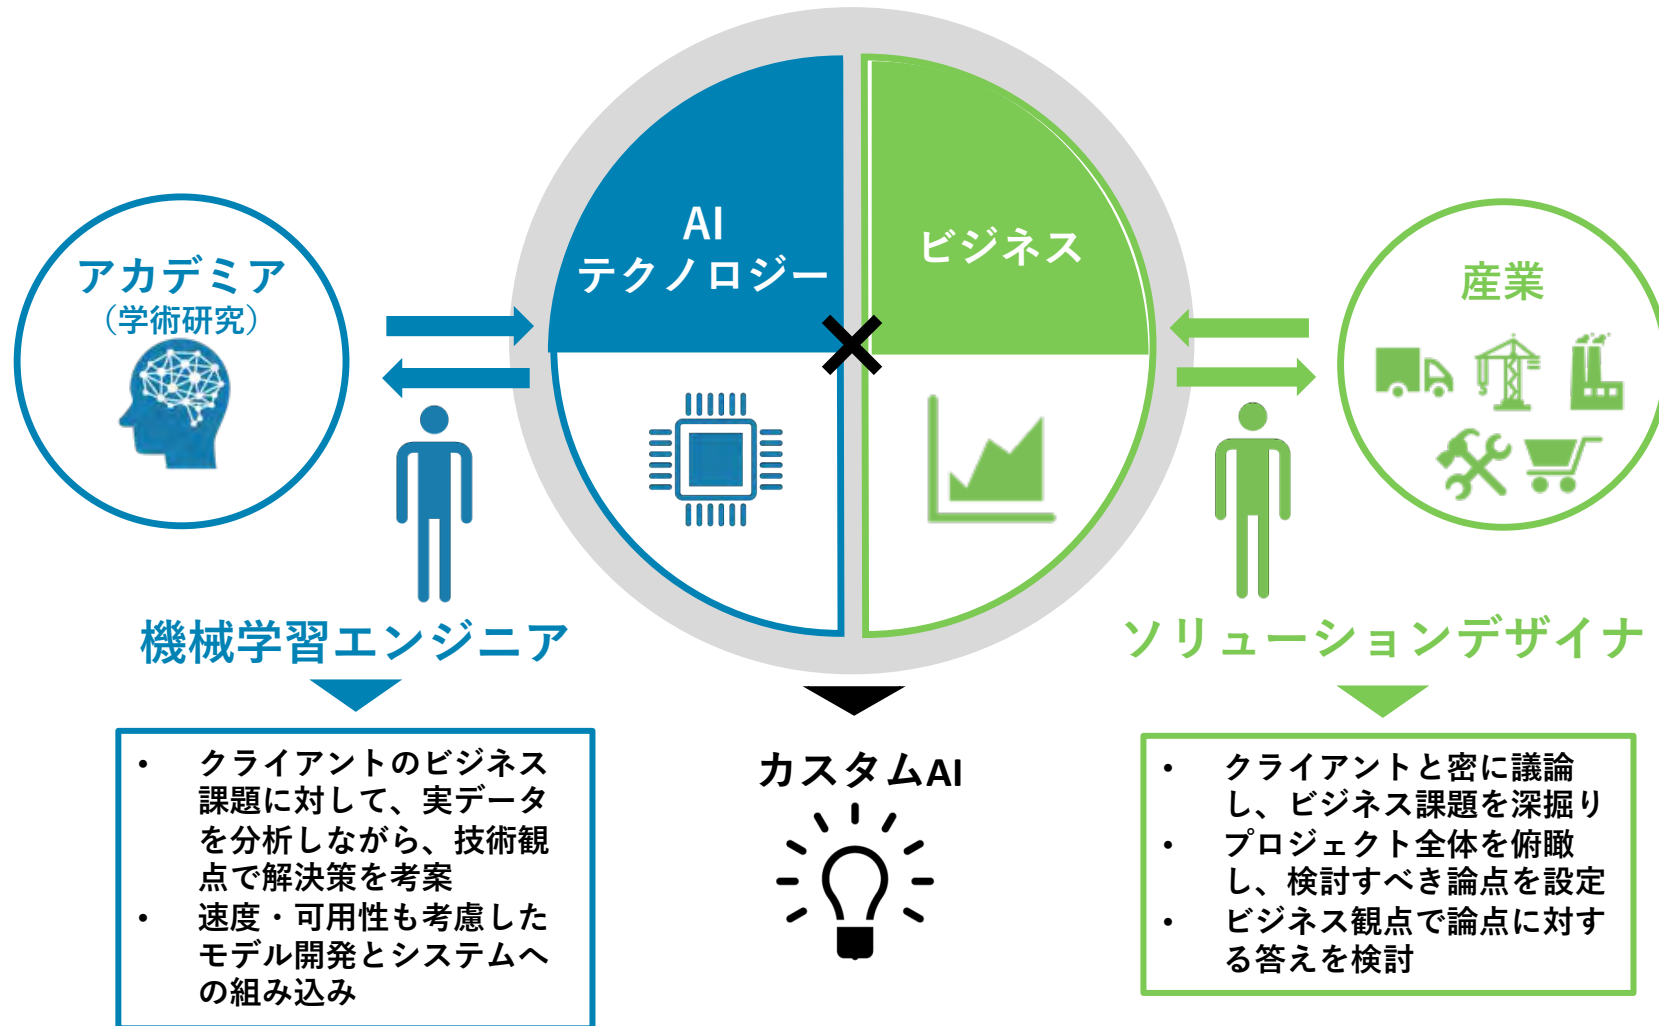 AI
テクノロジー
ビジネス
アカデミア
（学術研究）
産業
機械学習エンジニア
ソリューションデザイナ
• クライアントのビジネス
課題に対して、実データ
を分析しながら、技術観
点で解決策を考案
• 速度・可用性も考慮した
モデル開発とシステムへ
の組み込み
カスタムAI
• クライアントと密に議論
し、ビジネス課題を深掘り
• プロジェクト全体を俯瞰
し、検討すべき論点を設定
• ビジネス観点で論点に対す
る答えを検討